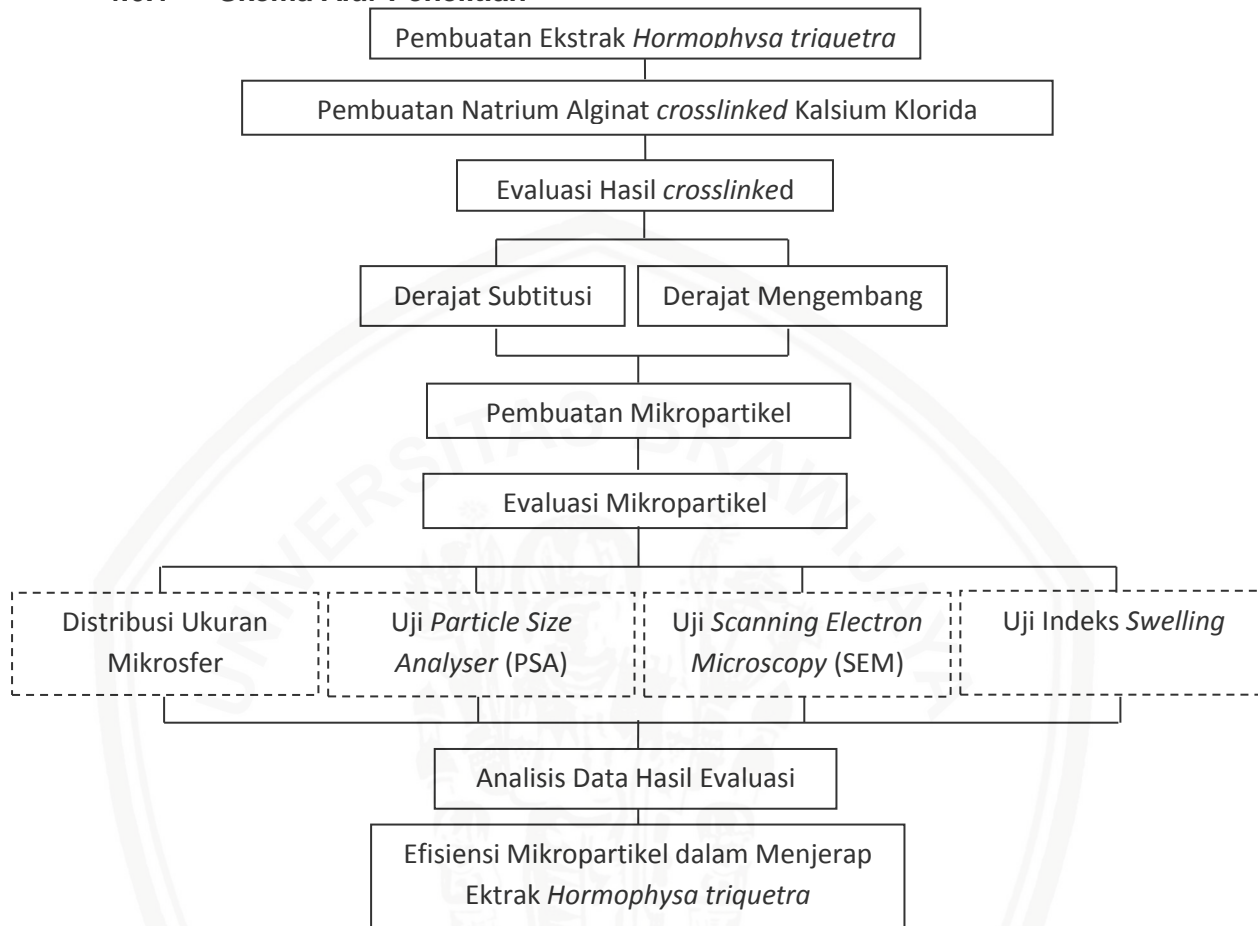 Pembuatan Ekstrak Hormophysa triquetra
Pembuatan Natrium Alginat crosslinked Kalsium Klorida
Evaluasi Hasil crosslinked
Derajat Subtitusi
Derajat Mengembang
Pembuatan Mikropartikel
Evaluasi Mikropartikel
Distribusi Ukuran
Mikrosfer
Uji Particle Size
Analyser (PSA)
Uji Scanning Electron
Microscopy (SEM)
Uji Indeks Swelling
Analisis Data Hasil Evaluasi
Efisiensi Mikropartikel dalam Menjerap
Ektrak Hormophysa triquetra
UNIVERSITAS BRAWIJAYA